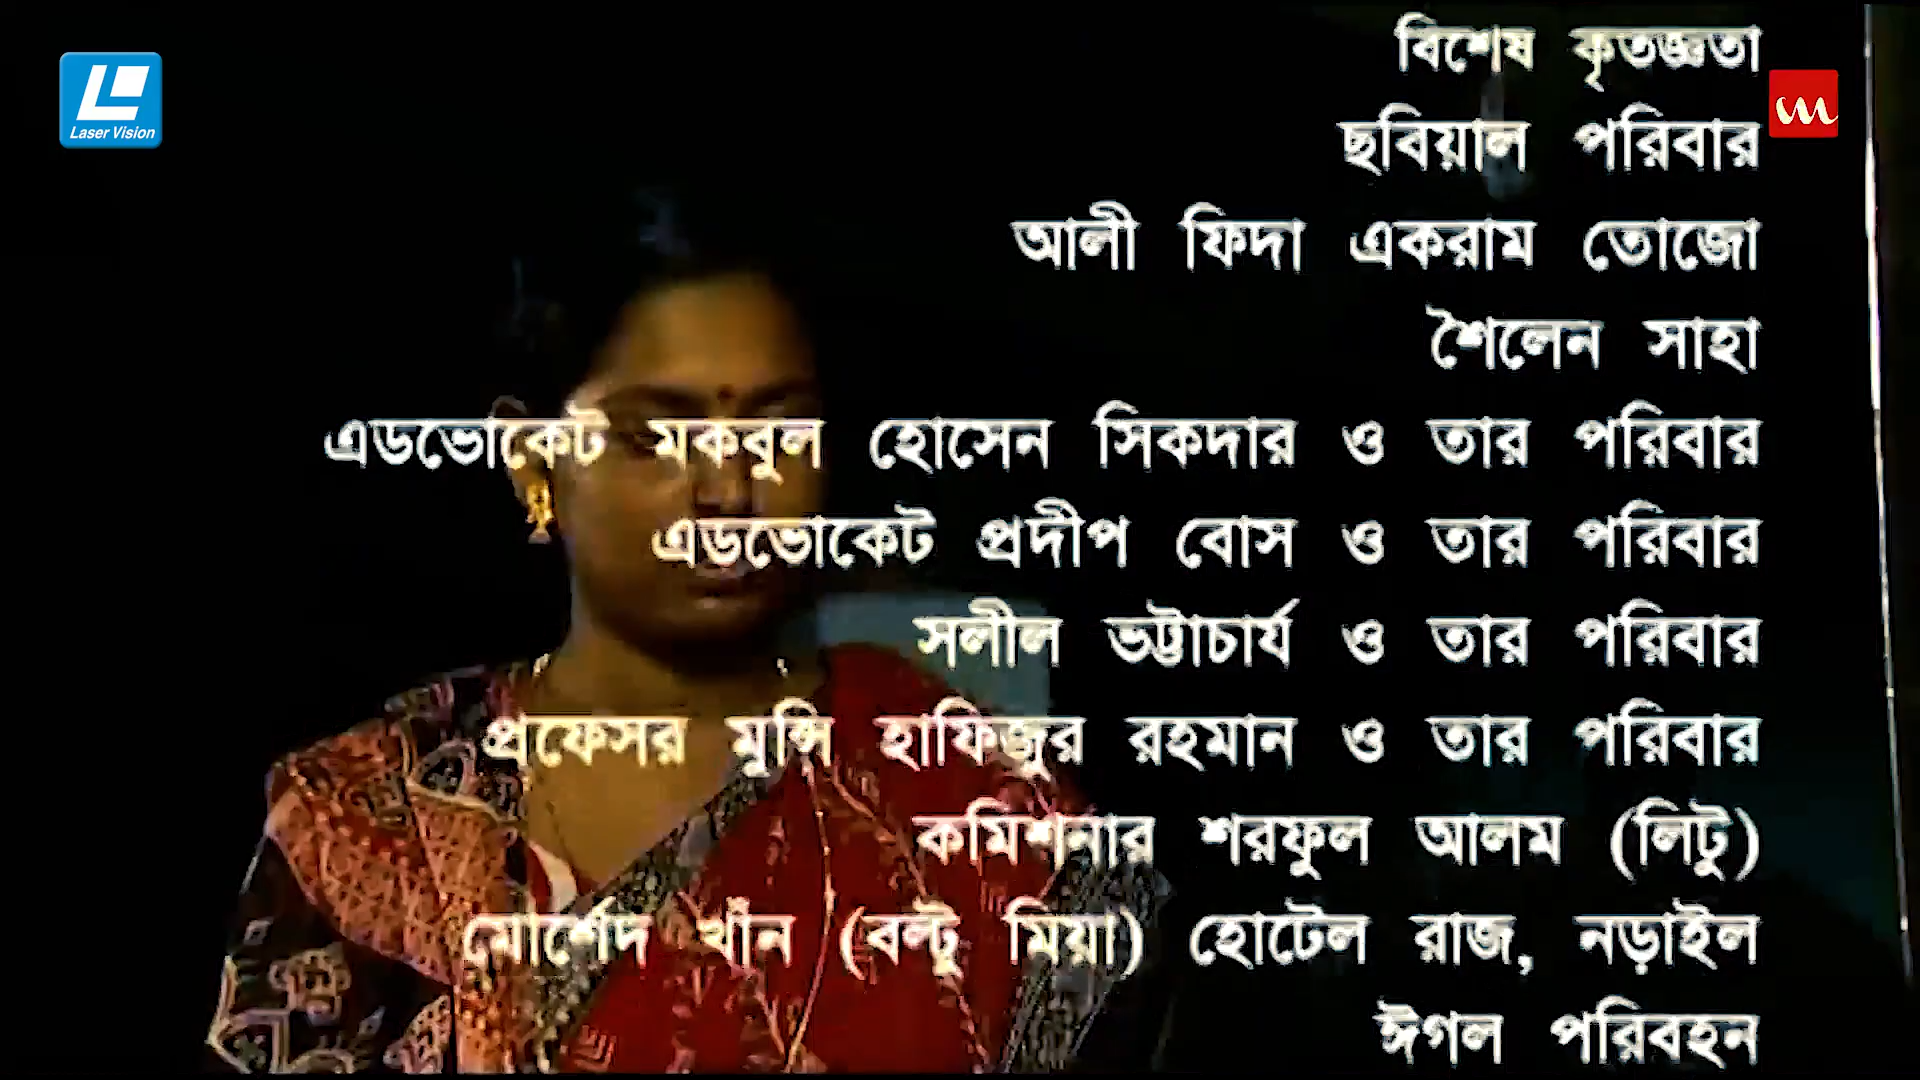 বিশেষ কৃতজ্ঞতা
ছবিয়াল পরিবার
আলী ফিদা একরাম তোজো
শৈলেন সাহা
এডভোকেট মকবুল হোসেন সিকদার ও তার পরিবার
এডভোকেট প্রদীপ বোস ও তার পরিবার
সলীল ভট্টাচার্য ও তার পরিবার
প্রফেসর মুন্সি হাফিজুর রহমান ও তার পরিবার
কমিশনার শরফুল আলম (লিটু)
মোর্শেদ খাঁন (বল্টু মিয়া) হোটেল রাজ, নড়াইল
ঈগল পরিবহন
Laser Vision